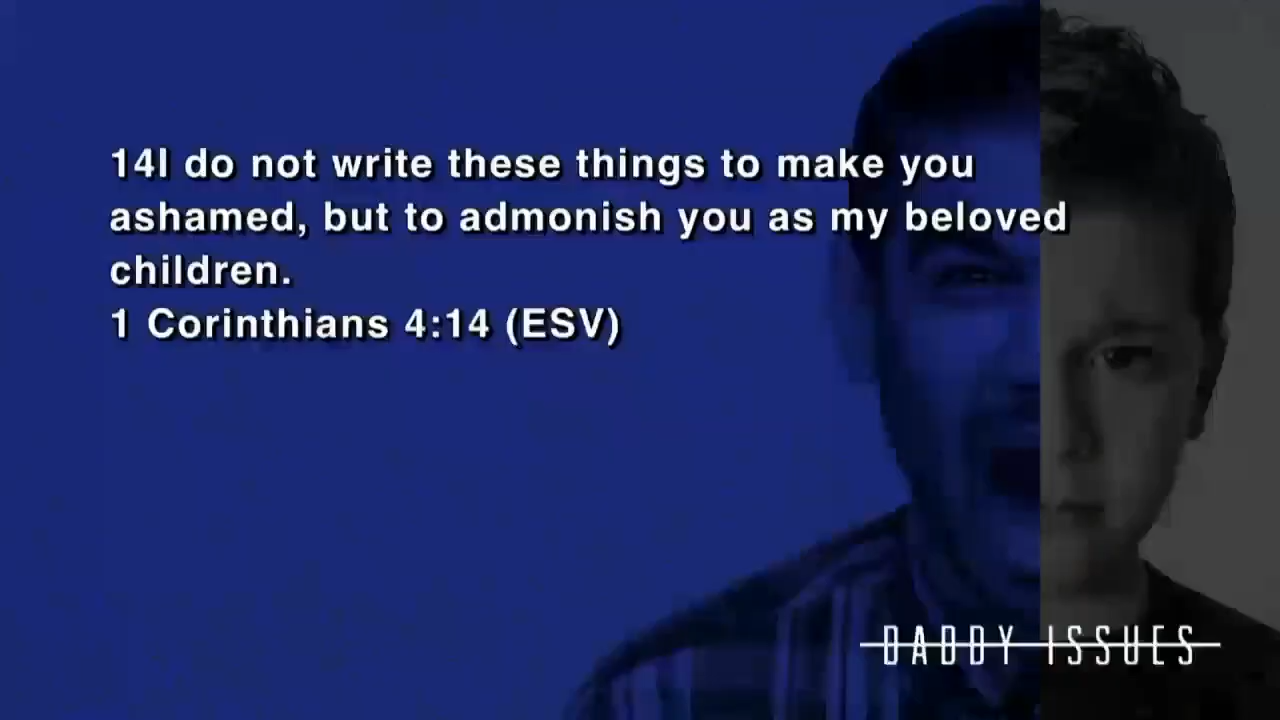 14I do not write these things to make you
ashamed, but to admonish you as my beloved
children.
1 Corinthians 4:14 (ESV)
DADDY ISSUES